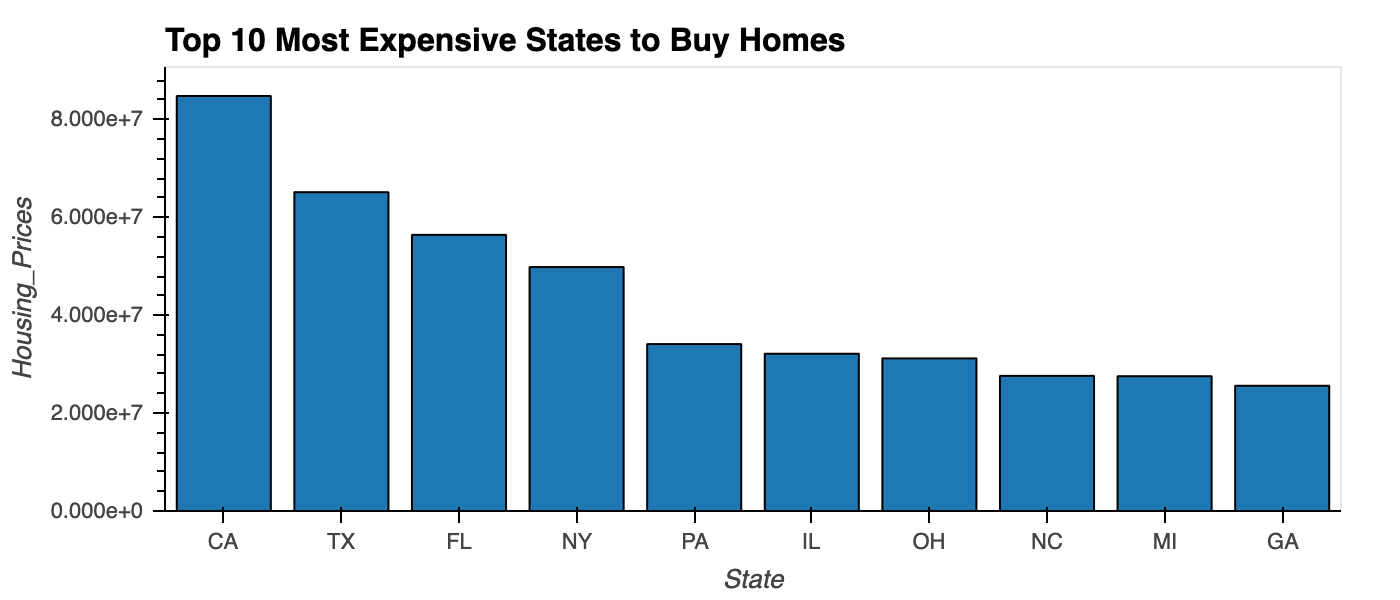 Top 10 Most Expensive States to Buy Homes
Housing_Prices
8.000e+7
6.000e+7
4.000e+7
2.000e+7
0.000e+0
CA TX FL NY PA IL OH NC MI GA
State